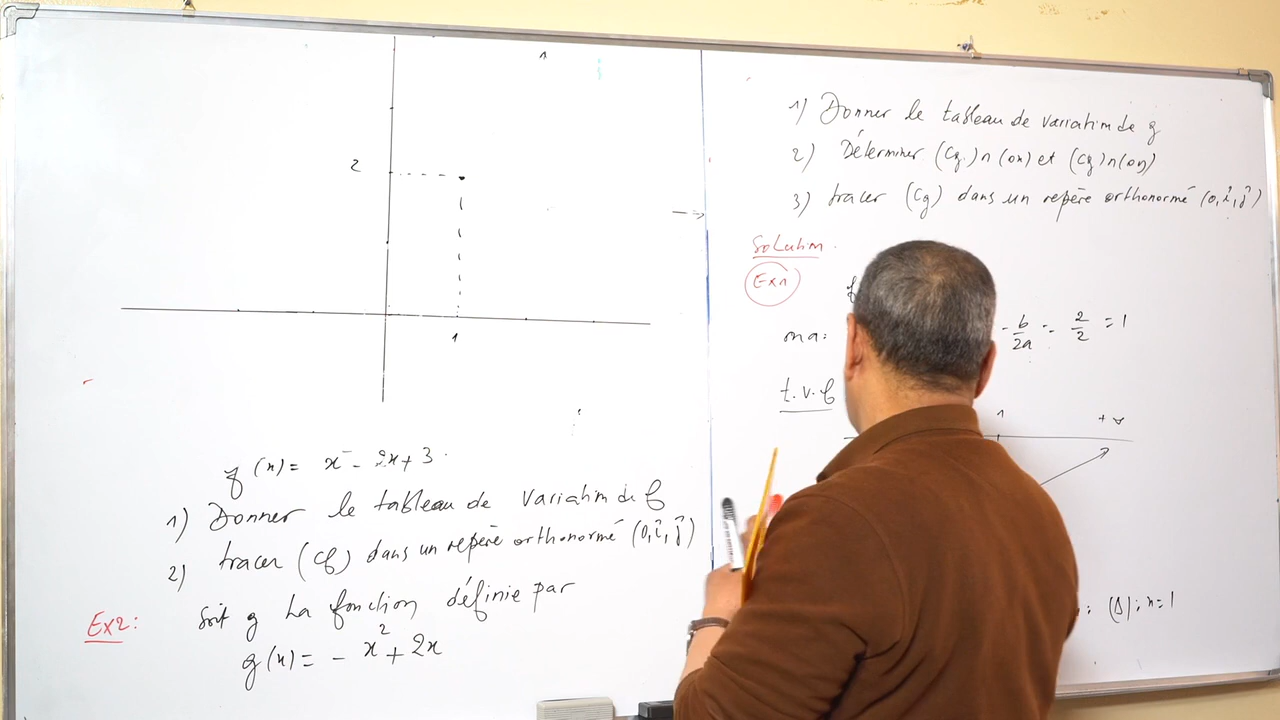 2
1
f(x) = x² - 2x + 3
1) Donner le tableau de variation de f
2) tracer (Cf) dans un repère orthonormé (O, i⃗, j⃗)
Ex2: Soit g la fonction définie par
g(x) = - x² + 2x
1) Donner le tableau de variation de g
2) Déterminer (Cg) ∩ (ox) et (Cg) ∩ (oy)
3) tracer (Cg) dans un repère orthonormé (O, i⃗, j⃗)
Solution
Ex1
f
on a: - b/2a = 2/2 = 1
t.v.f
1 +∞
: (Δ): x=1